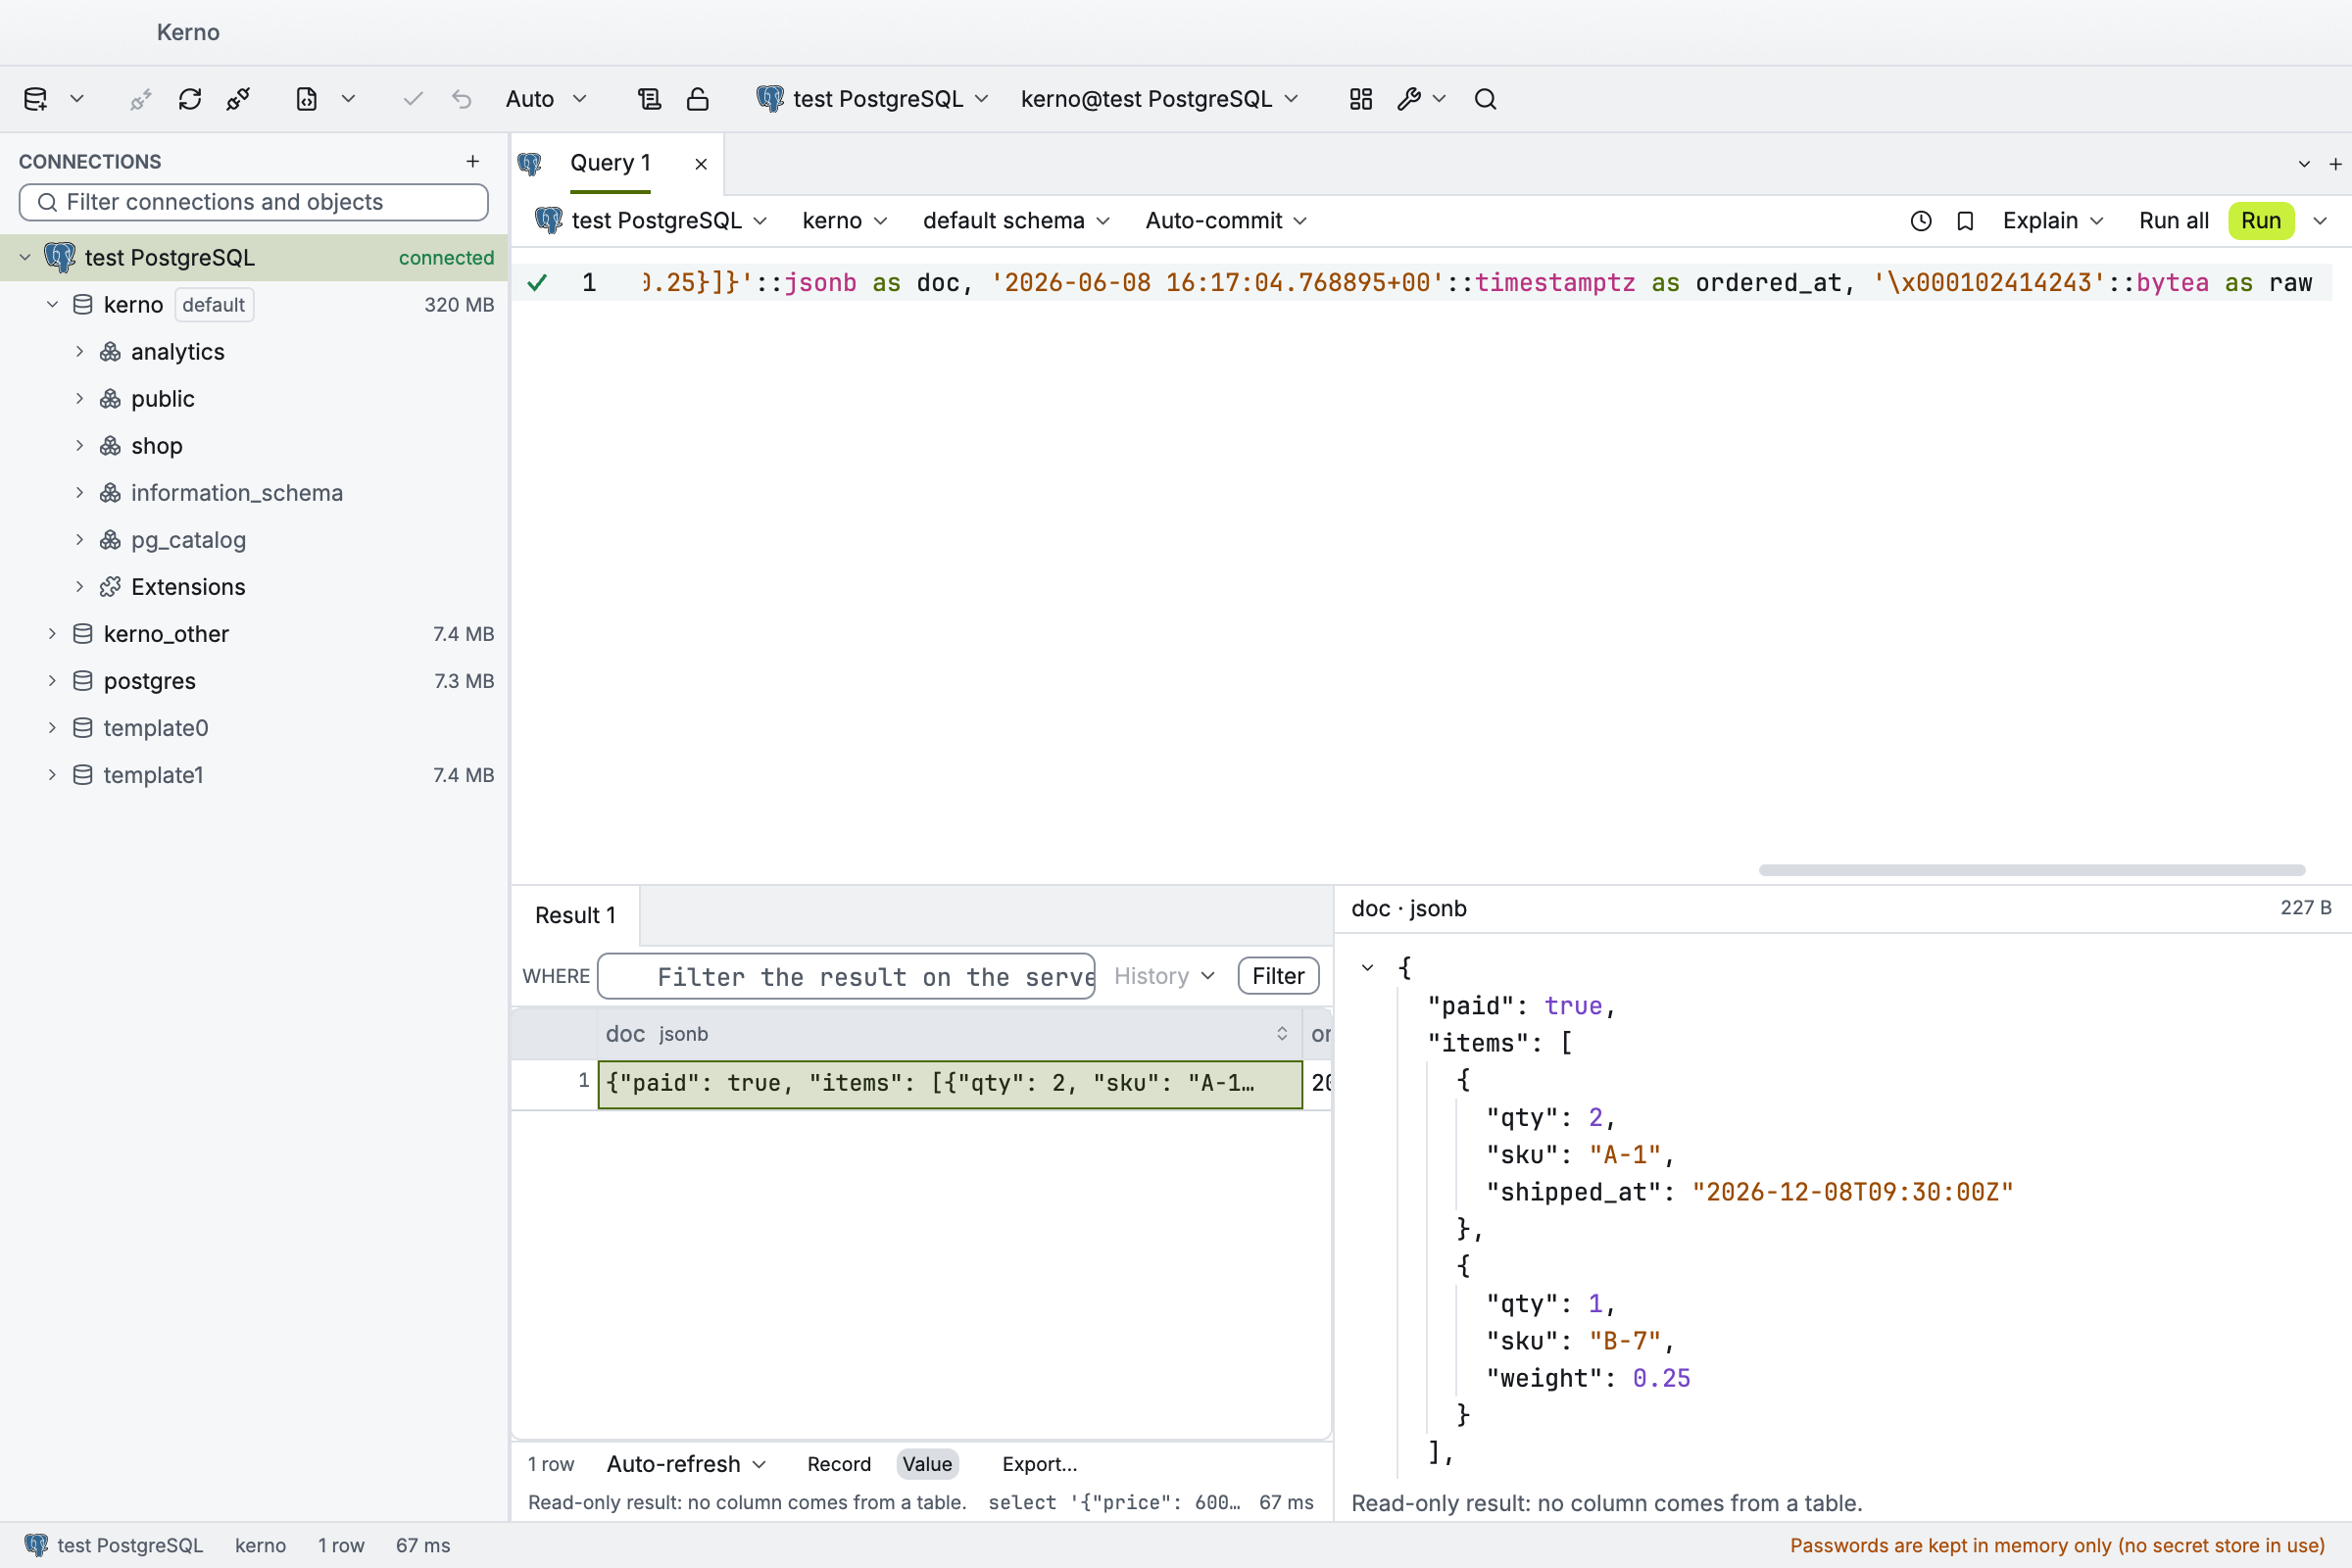 Kerno
Auto
test PostgreSQL
kerno@test PostgreSQL
CONNECTIONS
Filter connections and objects
test PostgreSQL connected
kerno default 320 MB
analytics
public
shop
information_schema
pg_catalog
Extensions
kerno_other 7.4 MB
postgres 7.3 MB
template0
template1 7.4 MB
Query 1
test PostgreSQL kerno default schema Auto-commit Explain Run all Run
1 0.25}]}'::jsonb as doc, '2026-06-08 16:17:04.768895+00'::timestamptz as ordered_at, '\x000102414243'::bytea as raw
Result 1
WHERE Filter the result on the serve History Filter
doc jsonb or
1 {"paid": true, "items": [{"qty": 2, "sku": "A-1… 20
1 row Auto-refresh Record Value Export...
Read-only result: no column comes from a table. select '{"price": 600… 67 ms
doc · jsonb 227 B
{
"paid": true,
"items": [
{
"qty": 2,
"sku": "A-1",
"shipped_at": "2026-12-08T09:30:00Z"
},
{
"qty": 1,
"sku": "B-7",
"weight": 0.25
}
],
Read-only result: no column comes from a table.
test PostgreSQL kerno 1 row 67 ms
Passwords are kept in memory only (no secret store in use)